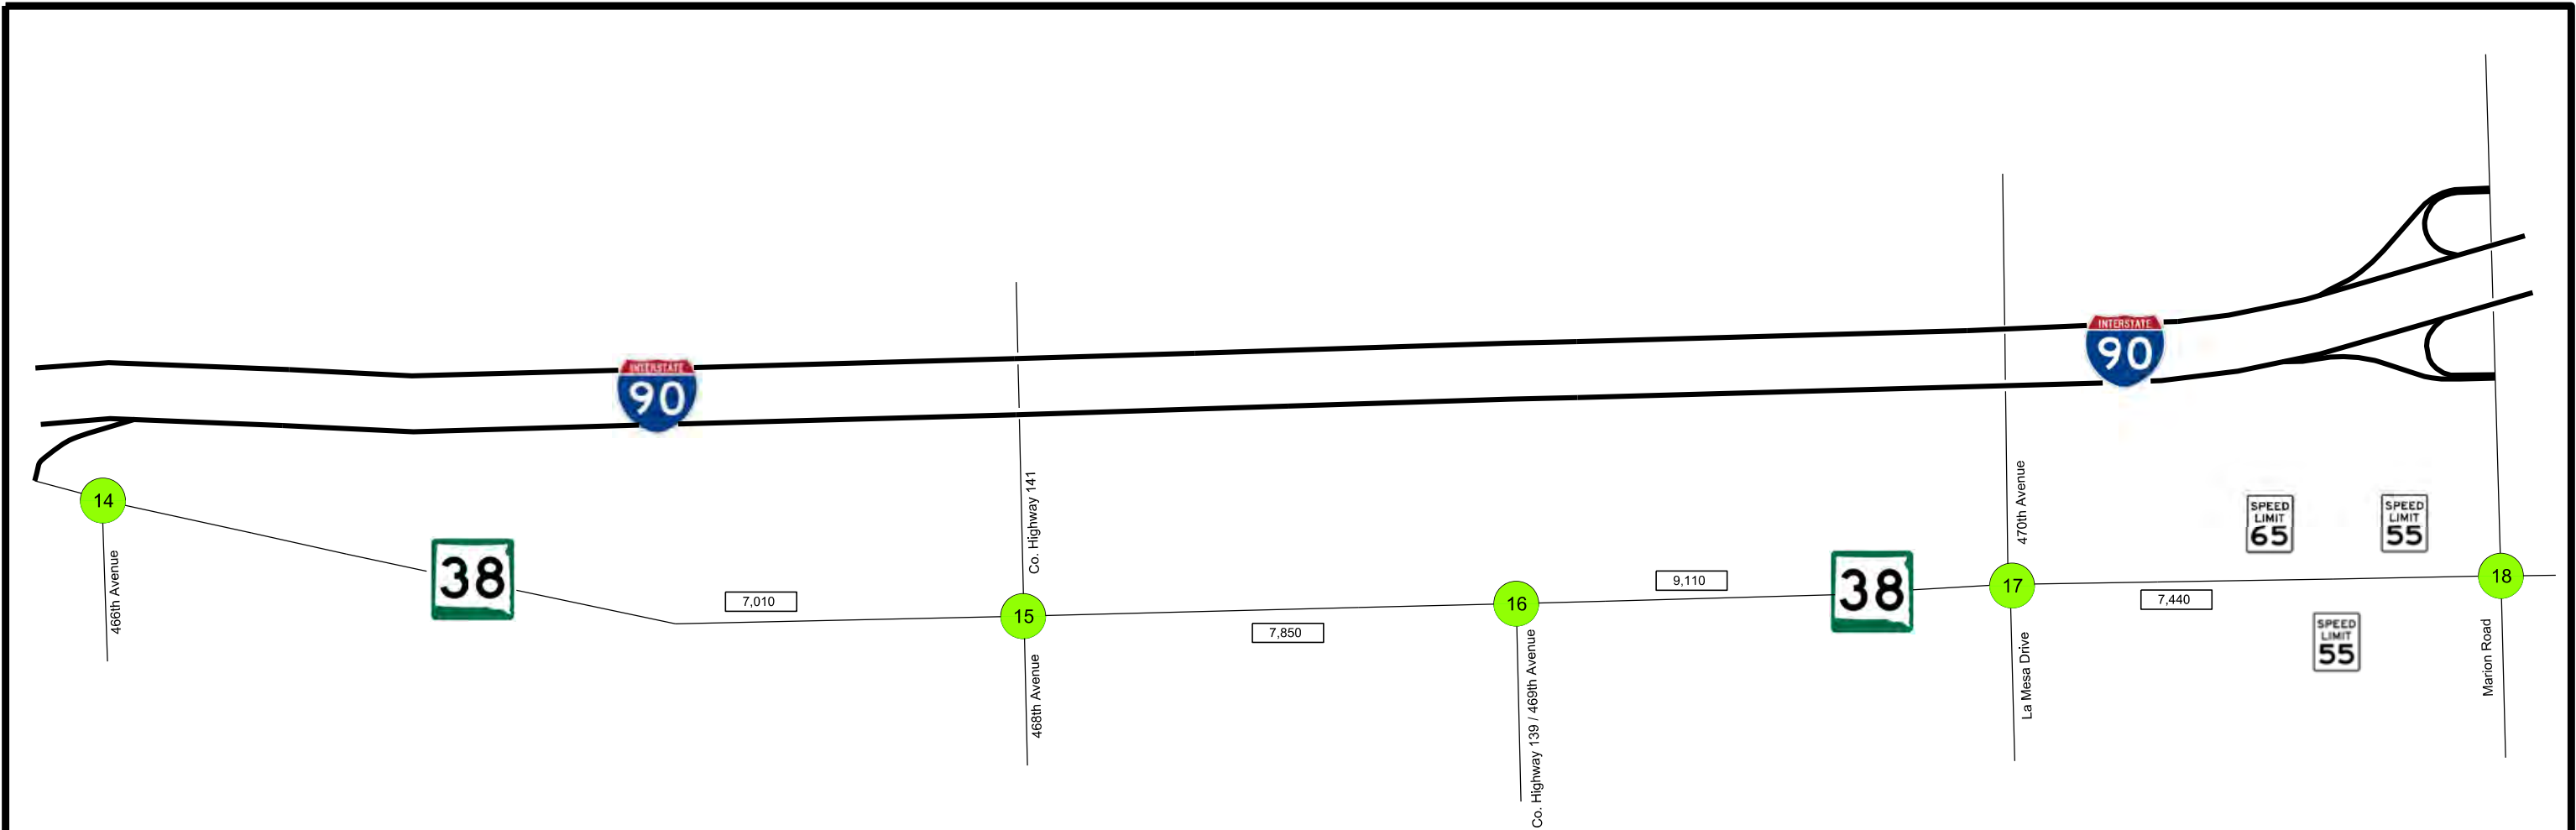 INTERSTATE
90
INTERSTATE
90
14
466th Avenue
38
7,010
Co. Highway 141
15
468th Avenue
7,850
16
Co. Highway 139 / 469th Avenue
9,110
38
470th Avenue
17
La Mesa Drive
7,440
SPEED
LIMIT
65
SPEED
LIMIT
55
SPEED
LIMIT
55
18
Marion Road